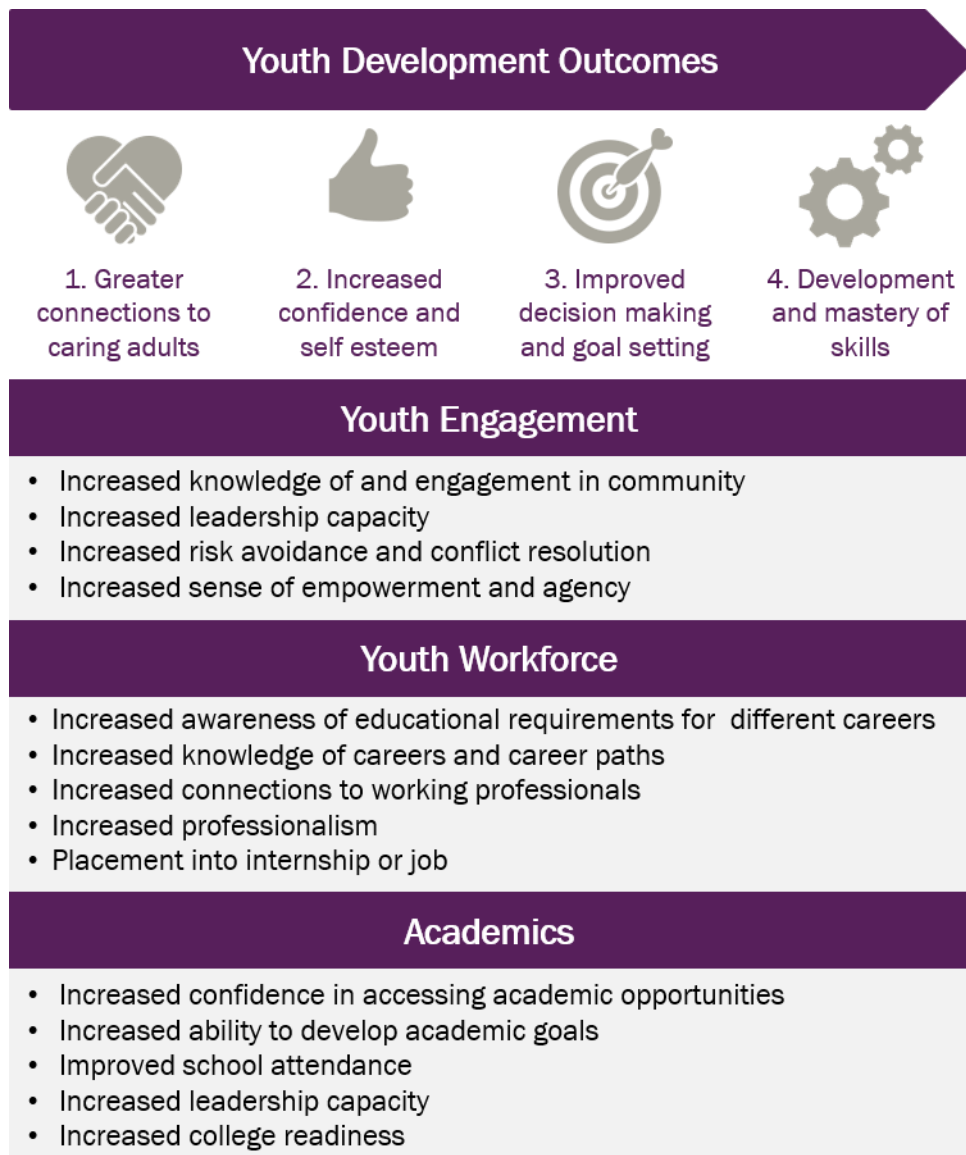 Youth Development Outcomes
1. Greater
connections to
caring adults
2. Increased
confidence and
self esteem
3. Improved
decision making
and goal setting
4. Development
and mastery of
skills
Youth Engagement
• Increased knowledge of and engagement in community
• Increased leadership capacity
• Increased risk avoidance and conflict resolution
• Increased sense of empowerment and agency
Youth Workforce
• Increased awareness of educational requirements for  different careers
• Increased knowledge of careers and career paths
• Increased connections to working professionals
• Increased professionalism
• Placement into internship or job
Academics
• Increased confidence in accessing academic opportunities
• Increased ability to develop academic goals
• Improved school attendance
• Increased leadership capacity
• Increased college readiness